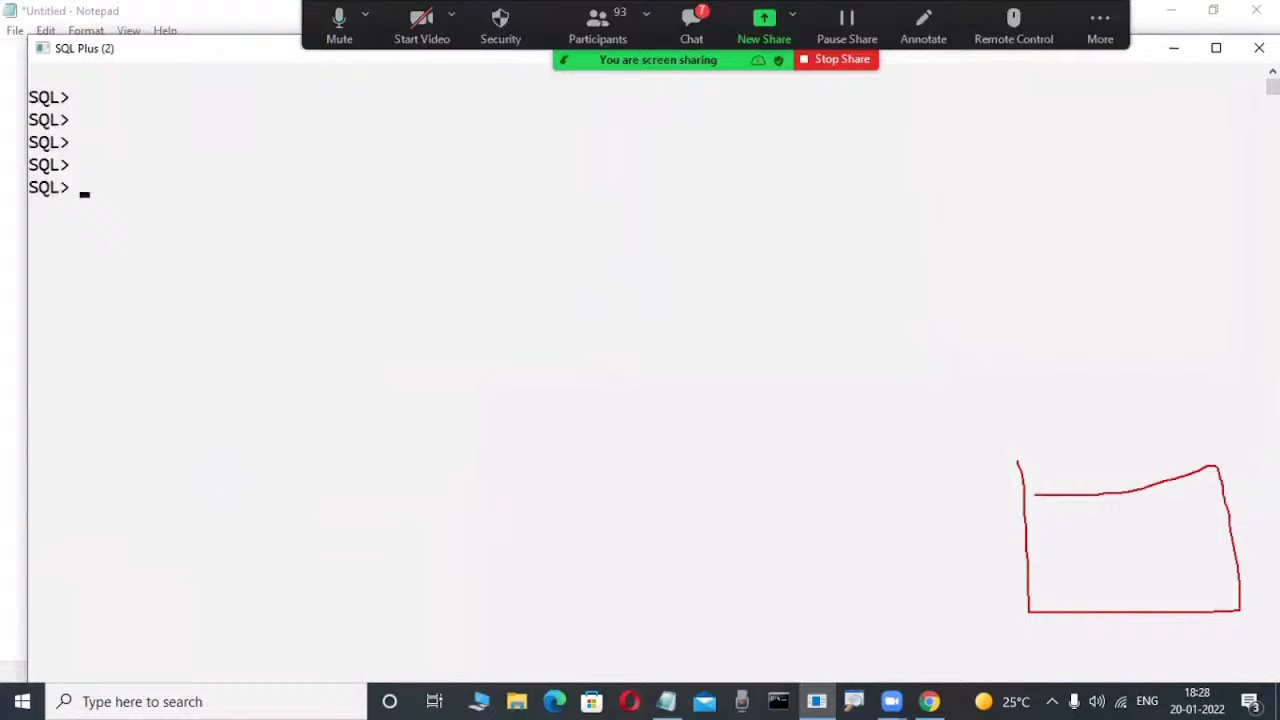 *Untitled - Notepad
File Edit Format View Help
93
7
Mute Start Video Security Participants Chat New Share Pause Share Annotate Remote Control More
SQL Plus (2)
You are screen sharing Stop Share
SQL>
SQL>
SQL>
SQL>
SQL>
Type here to search
25°C
ENG
18:28
20-01-2022
3